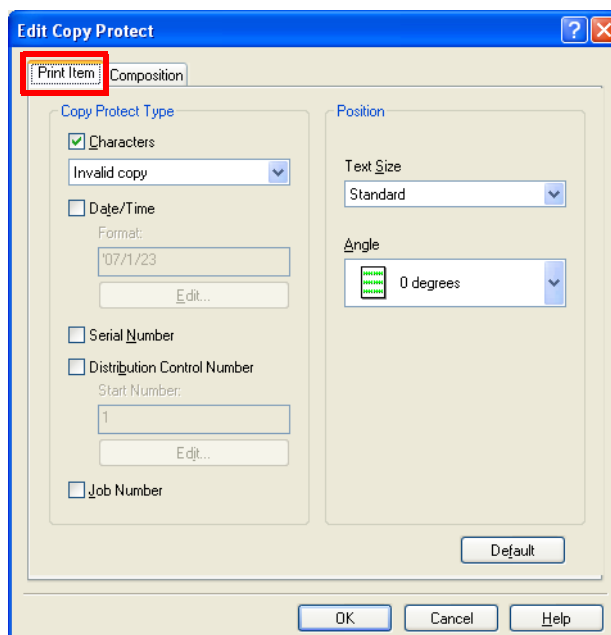 Edit Copy Protect
Print Item Composition
Copy Protect Type
Characters
Invalid copy
Date/Time
Format:
'07/1/23
Edit...
Serial Number
Distribution Control Number
Start Number:
1
Edit...
Job Number
Position
Text Size
Standard
Angle
0 degrees
Default
OK Cancel Help